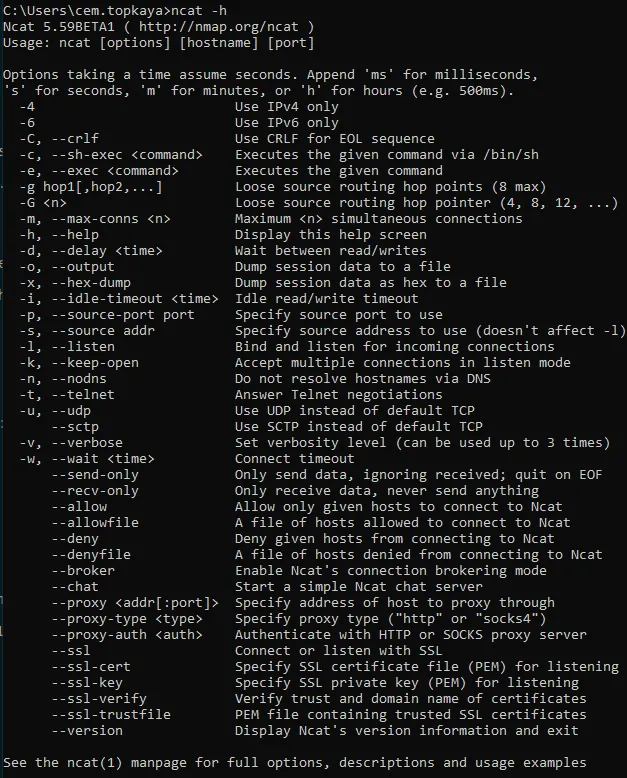 C:\Users\cem.topkaya>ncat -h
Ncat 5.59BETA1 ( http://nmap.org/ncat )
Usage: ncat [options] [hostname] [port]

Options taking a time assume seconds. Append 'ms' for milliseconds,
's' for seconds, 'm' for minutes, or 'h' for hours (e.g. 500ms).
  -4                         Use IPv4 only
  -6                         Use IPv6 only
  -C, --crlf                 Use CRLF for EOL sequence
  -c, --sh-exec <command>    Executes the given command via /bin/sh
  -e, --exec <command>       Executes the given command
  -g hop1[,hop2,...]         Loose source routing hop points (8 max)
  -G <n>                     Loose source routing hop pointer (4, 8, 12, ...)
  -m, --max-conns <n>        Maximum <n> simultaneous connections
  -h, --help                 Display this help screen
  -d, --delay <time>         Wait between read/writes
  -o, --output               Dump session data to a file
  -x, --hex-dump             Dump session data as hex to a file
  -i, --idle-timeout <time>  Idle read/write timeout
  -p, --source-port port     Specify source port to use
  -s, --source addr          Specify source address to use (doesn't affect -l)
  -l, --listen               Bind and listen for incoming connections
  -k, --keep-open            Accept multiple connections in listen mode
  -n, --nodns                Do not resolve hostnames via DNS
  -t, --telnet               Answer Telnet negotiations
  -u, --udp                  Use UDP instead of default TCP
      --sctp                 Use SCTP instead of default TCP
  -v, --verbose              Set verbosity level (can be used up to 3 times)
  -w, --wait <time>          Connect timeout
      --send-only            Only send data, ignoring received; quit on EOF
      --recv-only            Only receive data, never send anything
      --allow                Allow only given hosts to connect to Ncat
      --allowfile            A file of hosts allowed to connect to Ncat
      --deny                 Deny given hosts from connecting to Ncat
      --denyfile             A file of hosts denied from connecting to Ncat
      --broker               Enable Ncat's connection brokering mode
      --chat                 Start a simple Ncat chat server
      --proxy <addr[:port]>  Specify address of host to proxy through
      --proxy-type <type>    Specify proxy type ("http" or "socks4")
      --proxy-auth <auth>    Authenticate with HTTP or SOCKS proxy server
      --ssl                  Connect or listen with SSL
      --ssl-cert             Specify SSL certificate file (PEM) for listening
      --ssl-key              Specify SSL private key (PEM) for listening
      --ssl-verify           Verify trust and domain name of certificates
      --ssl-trustfile        PEM file containing trusted SSL certificates
      --version              Display Ncat's version information and exit

See the ncat(1) manpage for full options, descriptions and usage examples